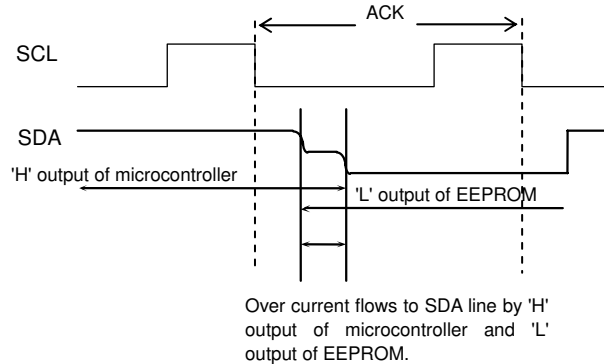 ACK
SCL
SDA
'H' output of microcontroller
'L' output of EEPROM
Over current flows to SDA line by 'H'
output of microcontroller and 'L'
output of EEPROM.